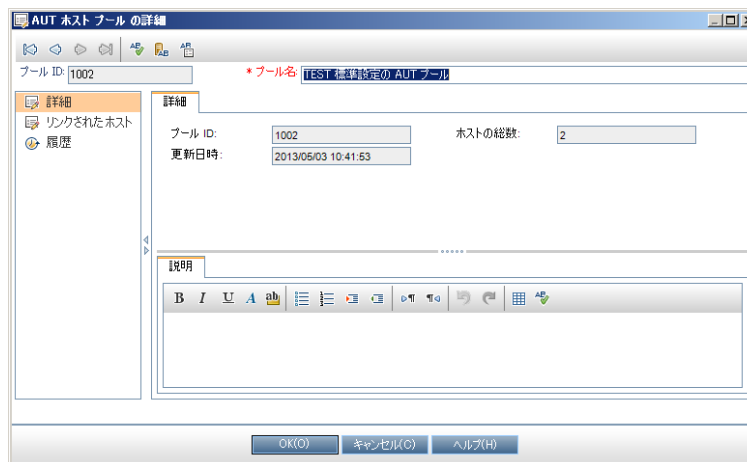 AUT ホスト プール の詳細
プール ID: 1002
* プール名: TEST 標準設定の AUT プール
詳細
リンクされたホスト
履歴
詳細
プール ID: 1002 ホストの総数: 2
更新日時: 2013/05/03 10:41:53
説明
B I U A ab
OK(O) キャンセル(C) ヘルプ(H)